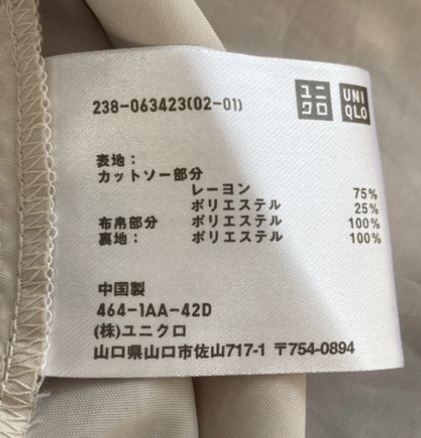 238-063423(02-01)
ユニクロ
UNIQLO
表地：
カットソー部分
レーヨン 75%
ポリエステル 25%
布帛部分 ポリエステル 100%
裏地： ポリエステル 100%
中国製
464-1AA-42D
(株)ユニクロ
山口県山口市佐山717-1 〒754-0894